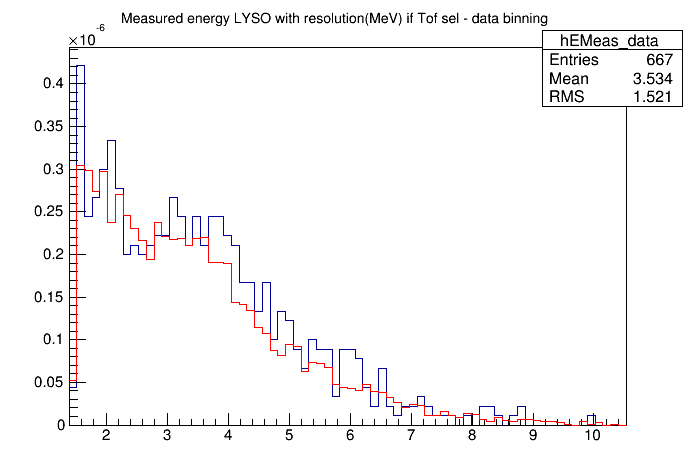 Measured energy LYSO with resolution(MeV) if Tof sel - data binning
×10-6
hEMeas_data
Entries 667
Mean 3.534
RMS 1.521
0.4
0.35
0.3
0.25
0.2
0.15
0.1
0.05
0
2 3 4 5 6 7 8 9 10